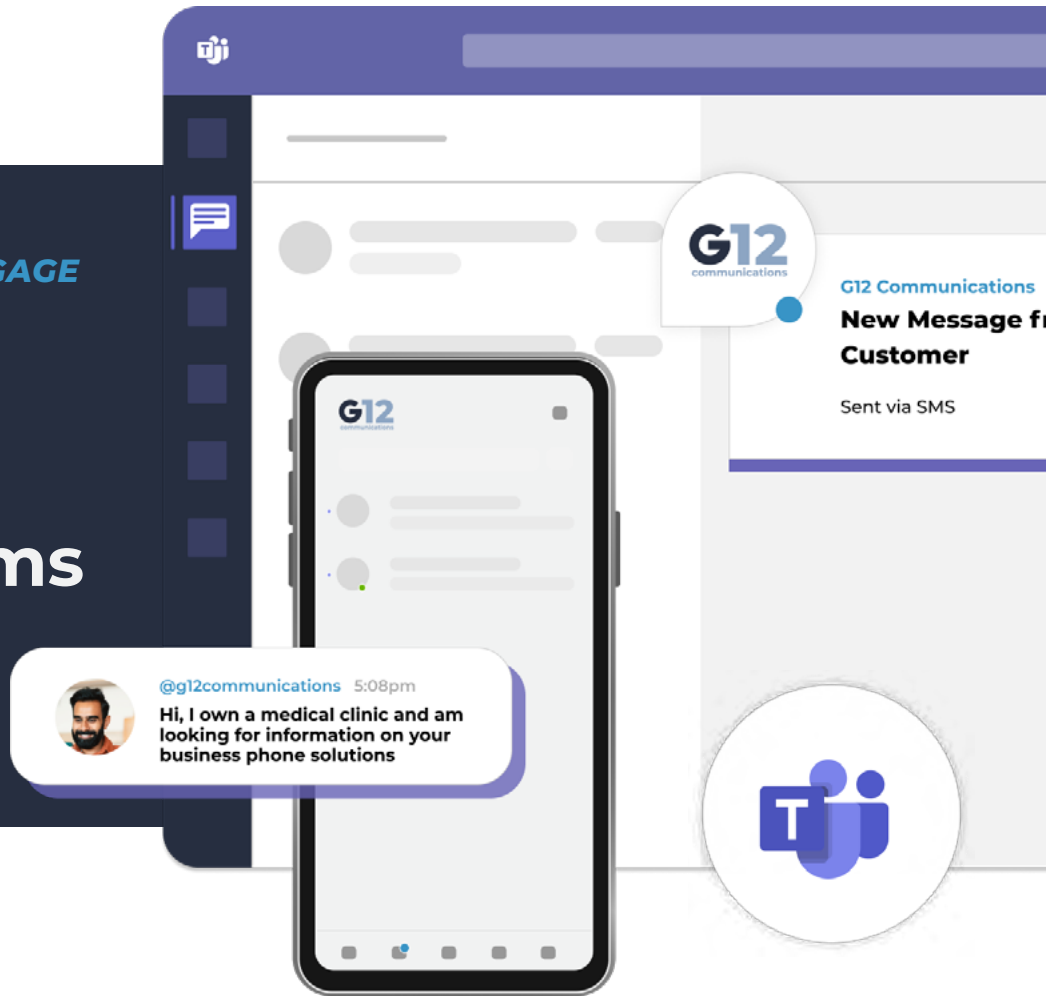 GAGE
ms
G12
communications
G12 Communications
New Message fr
Customer
Sent via SMS
G12
communications
@g12communications 5:08pm
Hi, I own a medical clinic and am
looking for information on your
business phone solutions
T
T